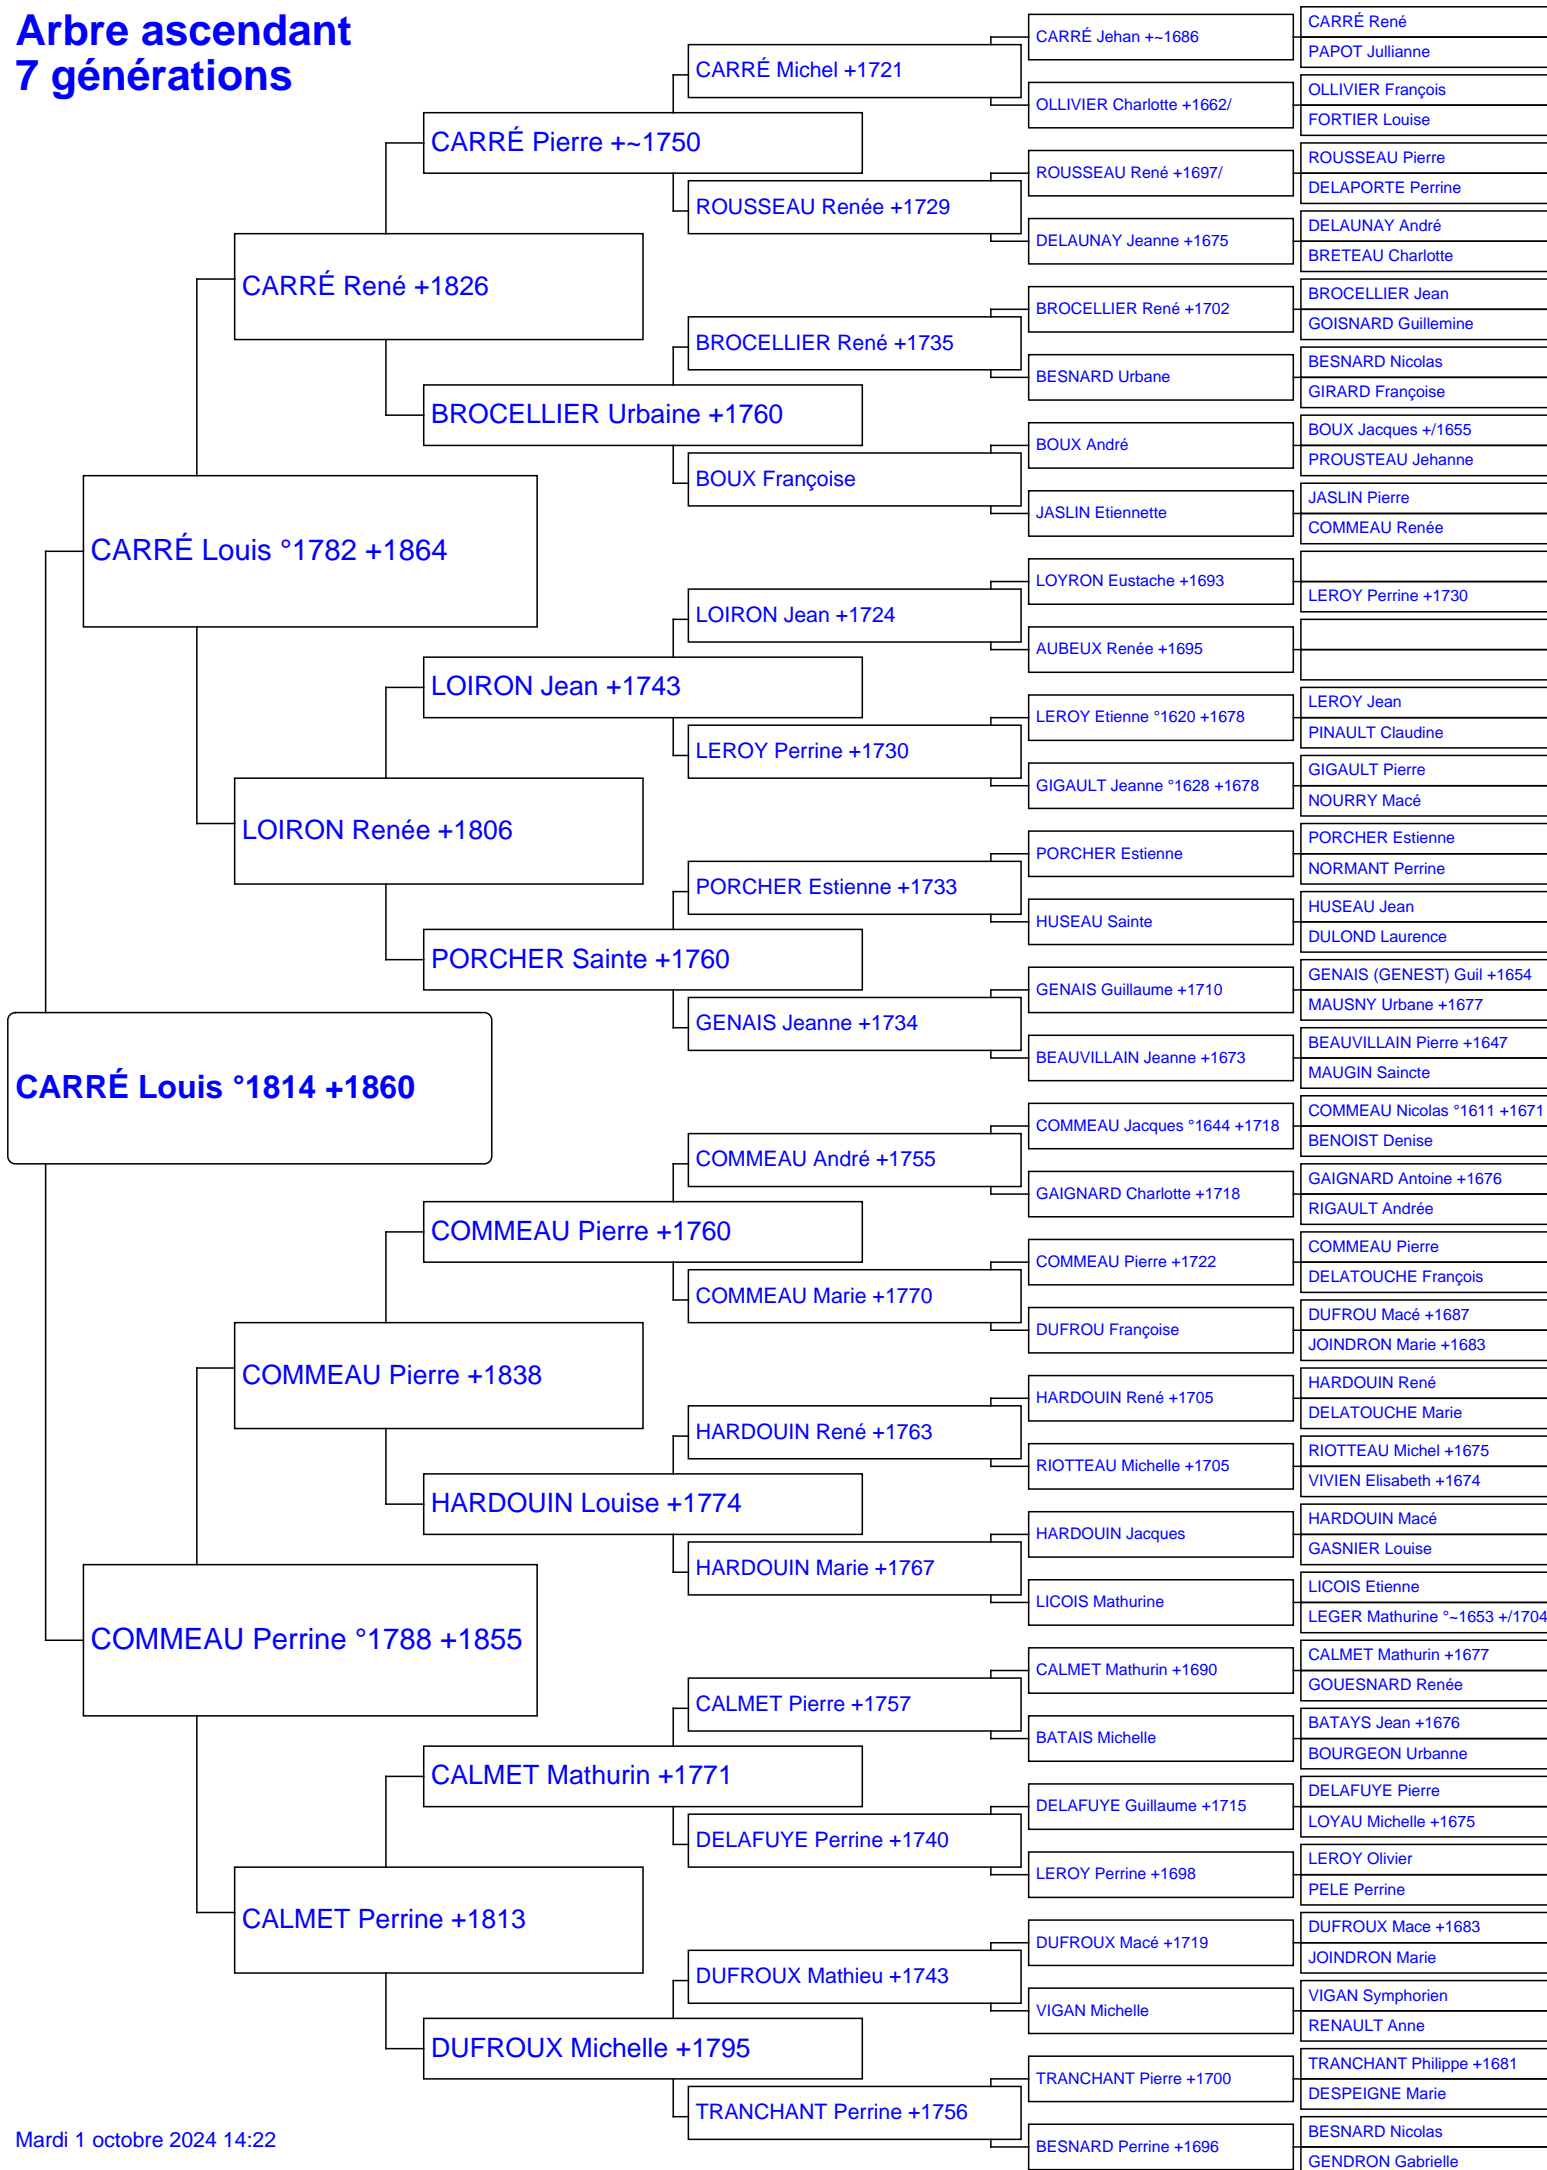 Arbre ascendant
7 générations
CARRÉ Louis °1814 +1860
CARRÉ Louis °1782 +1864
COMMEAU Perrine °1788 +1855
CARRÉ René +1826
LOIRON Renée +1806
COMMEAU Pierre +1838
CALMET Perrine +1813
CARRÉ Pierre +~1750
BROCELLIER Urbaine +1760
LOIRON Jean +1743
PORCHER Sainte +1760
COMMEAU Pierre +1760
HARDOUIN Louise +1774
CALMET Mathurin +1771
DUFROUX Michelle +1795
CARRÉ Michel +1721
ROUSSEAU Renée +1729
BROCELLIER René +1735
BOUX Françoise
LOIRON Jean +1724
LEROY Perrine +1730
PORCHER Estienne +1733
GENAIS Jeanne +1734
COMMEAU André +1755
COMMEAU Marie +1770
HARDOUIN René +1763
HARDOUIN Marie +1767
CALMET Pierre +1757
DELAFUYE Perrine +1740
DUFROUX Mathieu +1743
TRANCHANT Perrine +1756
CARRÉ Jehan +~1686
OLLIVIER Charlotte +1662/
ROUSSEAU René +1697/
DELAUNAY Jeanne +1675
BROCELLIER René +1702
BESNARD Urbane
BOUX André
JASLIN Etiennette
LOYRON Eustache +1693
AUBEUX Renée +1695
LEROY Etienne °1620 +1678
GIGAULT Jeanne °1628 +1678
PORCHER Estienne
HUSEAU Sainte
GENAIS Guillaume +1710
BEAUVILLAIN Jeanne +1673
COMMEAU Jacques °1644 +1718
GAIGNARD Charlotte +1718
COMMEAU Pierre +1722
DUFROU Françoise
HARDOUIN René +1705
RIOTTEAU Michelle +1705
HARDOUIN Jacques
LICOIS Mathurine
CALMET Mathurin +1690
BATAIS Michelle
DELAFUYE Guillaume +1715
LEROY Perrine +1698
DUFROUX Macé +1719
VIGAN Michelle
TRANCHANT Pierre +1700
BESNARD Perrine +1696
CARRÉ René
PAPOT Jullianne
OLLIVIER François
FORTIER Louise
ROUSSEAU Pierre
DELAPORTE Perrine
DELAUNAY André
BRETEAU Charlotte
BROCELLIER Jean
GOISNARD Guillemine
BESNARD Nicolas
GIRARD Françoise
BOUX Jacques +/1655
PROUSTEAU Jehanne
JASLIN Pierre
COMMEAU Renée
LEROY Perrine +1730
LEROY Jean
PINAULT Claudine
GIGAULT Pierre
NOURRY Macé
PORCHER Estienne
NORMANT Perrine
HUSEAU Jean
DULOND Laurence
GENAIS (GENEST) Guil +1654
MAUSNY Urbane +1677
BEAUVILLAIN Pierre +1647
MAUGIN Saincte
COMMEAU Nicolas °1611 +1671
BENOIST Denise
GAIGNARD Antoine +1676
RIGAULT Andrée
COMMEAU Pierre
DELATOUCHE François
DUFROU Macé +1687
JOINDRON Marie +1683
HARDOUIN René
DELATOUCHE Marie
RIOTTEAU Michel +1675
VIVIEN Elisabeth +1674
HARDOUIN Macé
GASNIER Louise
LICOIS Etienne
LEGER Mathurine °~1653 +/1704
CALMET Mathurin +1677
GOUESNARD Renée
BATAYS Jean +1676
BOURGEON Urbanne
DELAFUYE Pierre
LOYAU Michelle +1675
LEROY Olivier
PELE Perrine
DUFROUX Mace +1683
JOINDRON Marie
VIGAN Symphorien
RENAULT Anne
TRANCHANT Philippe +1681
DESPEIGNE Marie
BESNARD Nicolas
GENDRON Gabrielle
Mardi 1 octobre 2024 14:22